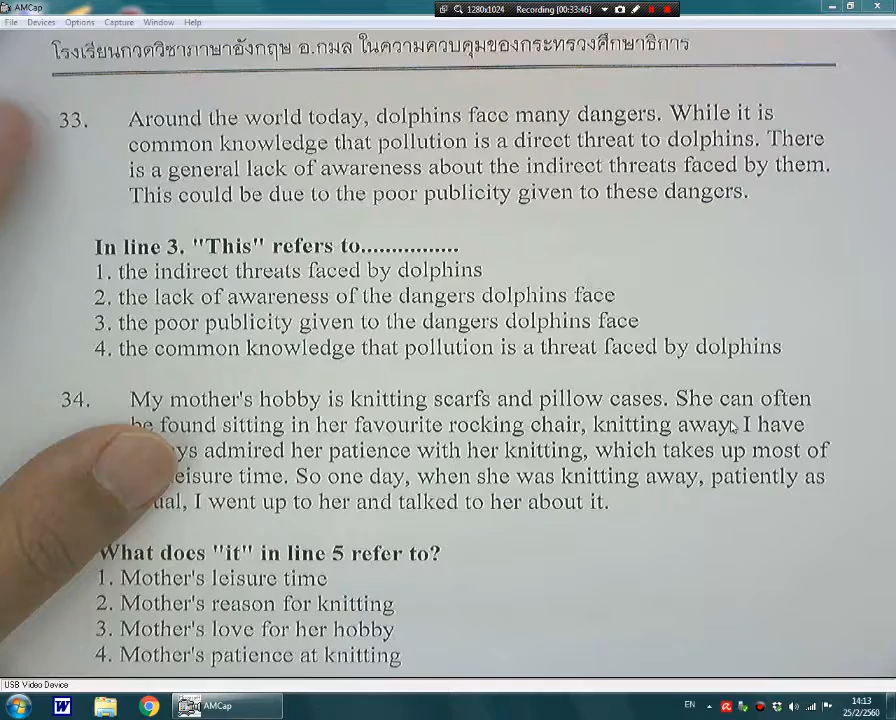 AMCap
1280x1024 Recording [00:33:46]
File Devices Options Capture Window Help
โรงเรียนกวดวิชาภาษาอังกฤษ อ.กมล ในความควบคุมของกระทรวงศึกษาธิการ
33. Around the world today, dolphins face many dangers. While it is
common knowledge that pollution is a direct threat to dolphins. There
is a general lack of awareness about the indirect threats faced by them.
This could be due to the poor publicity given to these dangers.
In line 3. "This" refers to................
1. the indirect threats faced by dolphins
2. the lack of awareness of the dangers dolphins face
3. the poor publicity given to the dangers dolphins face
4. the common knowledge that pollution is a threat faced by dolphins
34. My mother's hobby is knitting scarfs and pillow cases. She can often
be found sitting in her favourite rocking chair, knitting away. I have
admired her patience with her knitting, which takes up most of
leisure time. So one day, when she was knitting away, patiently as
I went up to her and talked to her about it.
What does "it" in line 5 refer to?
1. Mother's leisure time
2. Mother's reason for knitting
3. Mother's love for her hobby
4. Mother's patience at knitting
USB Video Device
AMCap
EN
14:13
25/2/2560